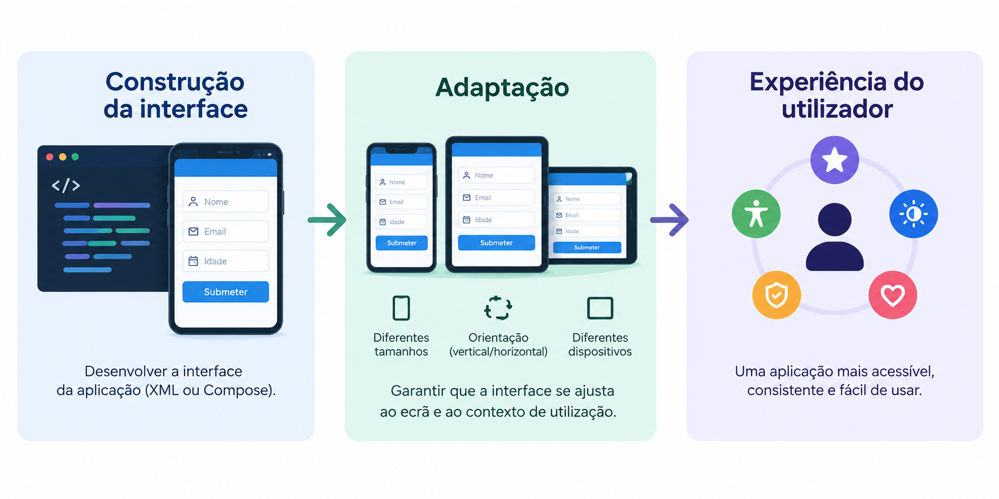 Construção
da interface
</>
Nome
Email
Idade
Submeter
Desenvolver a interface
da aplicação (XML ou Compose).
Adaptação
Nome
Email
Idade
Submeter
Nome
Email
Idade
Submeter
Nome
Email
Idade
Submeter
Diferentes
tamanhos
Orientação
(vertical/horizontal)
Diferentes
dispositivos
Garantir que a interface se ajusta
ao ecrã e ao contexto de utilização.
Experiência do
utilizador
Uma aplicação mais acessível,
consistente e fácil de usar.